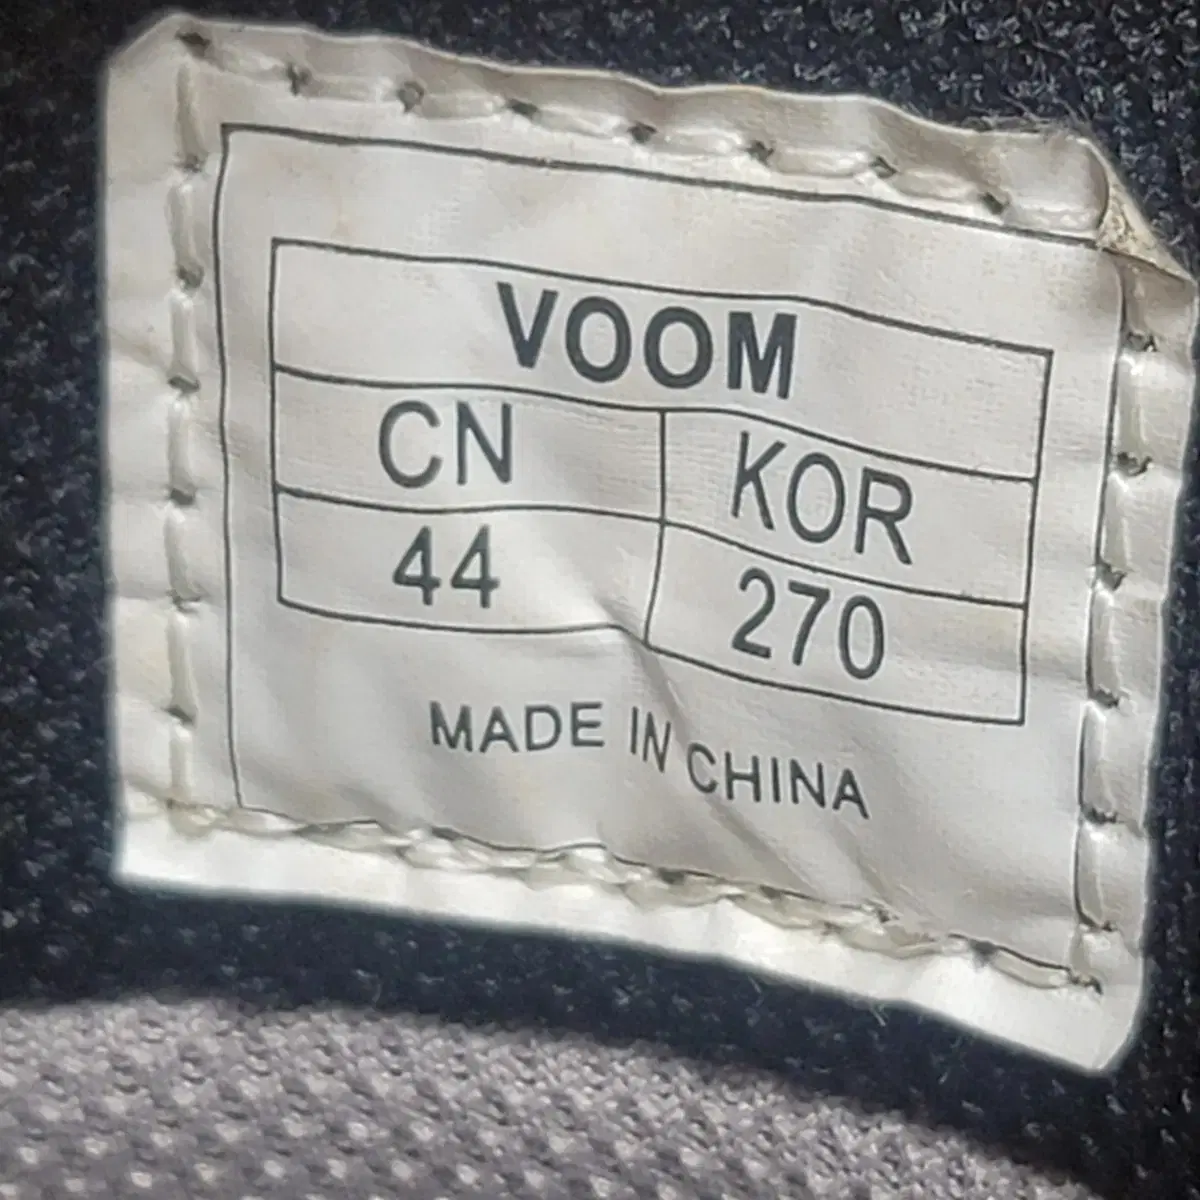 VOOM
CN KOR
44 270
MADE IN CHINA